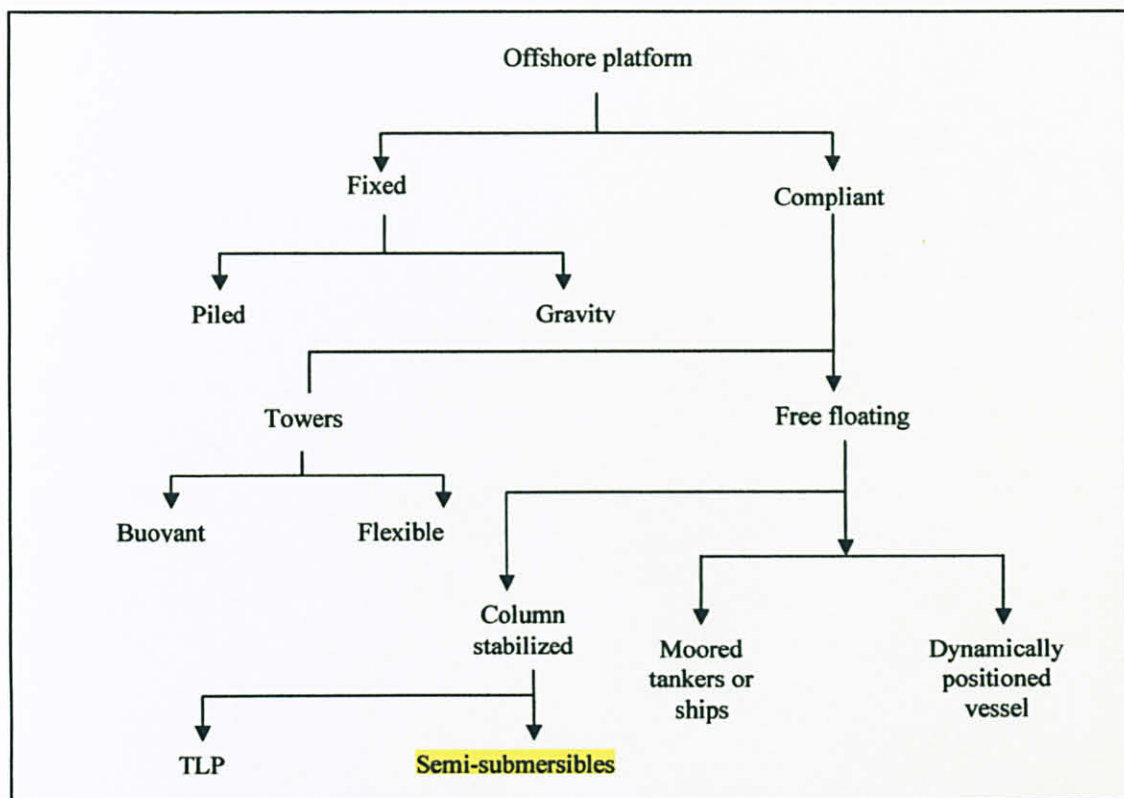 Offshore platform
Fixed
Compliant
Piled
Gravity
Towers
Free floating
Buoyant
Flexible
Column
stabilized
Moored
tankers or
ships
Dynamically
positioned
vessel
TLP
Semi-submersibles